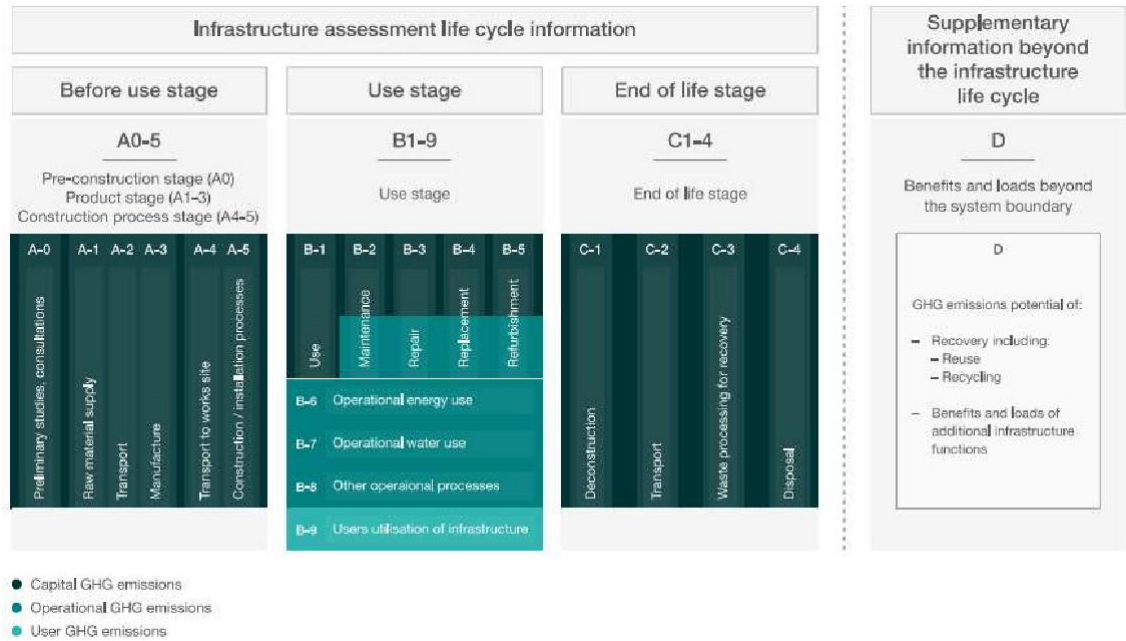 Infrastructure assessment life cycle information
Supplementary
information beyond
the infrastructure
life cycle
Before use stage
Use stage
End of life stage
A0-5
Pre-construction stage (A0)
Product stage (A1-3)
Construction process stage (A4-5)
B1-9
Use stage
C1-4
End of life stage
D
Benefits and loads beyond
the system boundary
A-0
A-1
A-2
A-3
A-4
A-5
Preliminary studies, consultations
Raw material supply
Transport
Manufacture
Transport to works site
Construction / installation processes
B-1
B-2
B-3
B-4
B-5
Use
Maintenance
Repair
Replacement
Refurbishment
B-6 Operational energy use
B-7 Operational water use
B-8 Other operaional processes
B-9 Users utilisation of infrastructure
C-1
C-2
C-3
C-4
Deconstruction
Transport
Waste processing for recovery
Disposal
D
GHG emissions potential of:
– Recovery including:
– Reuse
– Recycling
– Benefits and loads of
additional infrastructure
functions
Capital GHG emissions
Operational GHG emissions
User GHG emissions